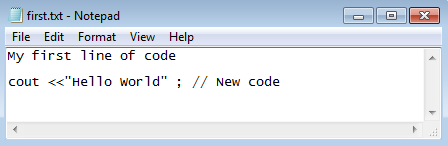 first.txt - Notepad
File Edit Format View Help
My first line of code
cout <<"Hello World" ; // New code